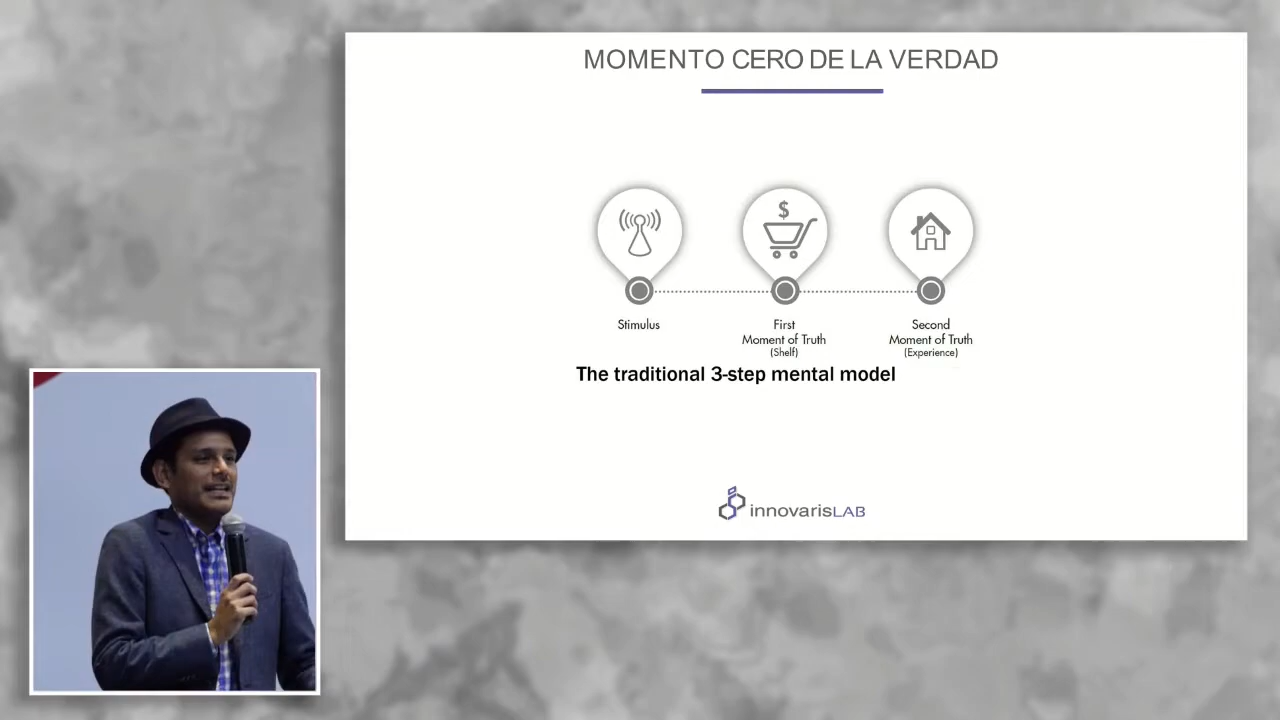 MOMENTO CERO DE LA VERDAD
$
Stimulus
First
Moment of Truth
(Shelf)
Second
Moment of Truth
(Experience)
The traditional 3-step mental model
innovarisLAB